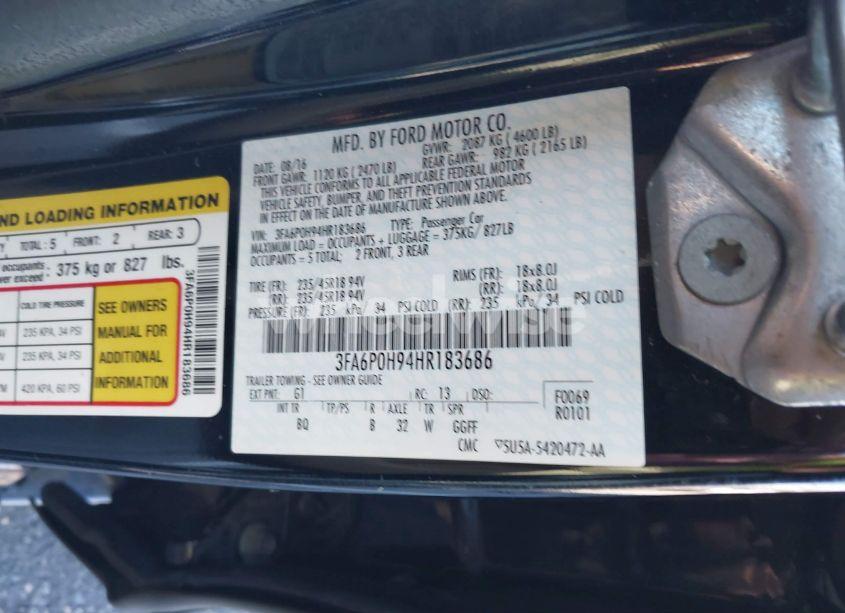 ND LOADING INFORMATION
TOTAL: 5 FRONT: 2 REAR: 3
occupants
ver exceed: 375 kg or 827 lbs.
COLD TIRE PRESSURE
235 KPA, 34 PSI
235 KPA, 34 PSI
420 KPA, 60 PSI
SEE OWNERS
MANUAL FOR
ADDITIONAL
INFORMATION
3FA6P0H94HR183686
MFD. BY FORD MOTOR CO.
DATE: 08/16 GVWR: 2087 KG (4600 LB)
FRONT GAWR: 1120 KG (2470 LB) REAR GAWR: 982 KG (2165 LB)
THIS VEHICLE CONFORMS TO ALL APPLICABLE FEDERAL MOTOR
VEHICLE SAFETY, BUMPER, AND THEFT PREVENTION STANDARDS
IN EFFECT ON THE DATE OF MANUFACTURE SHOWN ABOVE.
VIN: 3FA6P0H94HR183686 TYPE: Passenger Car
MAXIMUM LOAD = OCCUPANTS + LUGGAGE = 375KG/ 827LB
OCCUPANTS = 5 TOTAL; 2 FRONT, 3 REAR
TIRE (FR): 235/45R18 94V RIMS (FR): 18x8.0J
(RR): 235/45R18 94V (RR): 18x8.0J
PRESSURE (FR): 235 kPa/ 34 PSI COLD (RR): 235 kPa/ 34 PSI COLD
wheelwise
3FA6P0H94HR183686
TRAILER TOWING - SEE OWNER GUIDE
EXT PNT: G1 RC: 13 DSO: F0069
R0101
INT TR TP/PS R AXLE TR SPR
BQ B 32 W GGFF
CMC 5U5A-5420472-AA